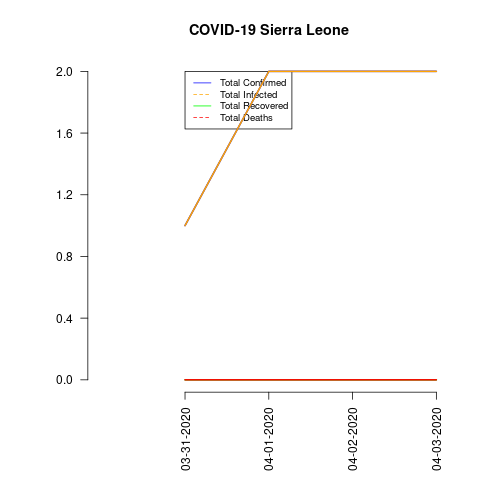 COVID-19 Sierra Leone
2.0
1.6
1.2
0.8
0.4
0.0
Total Confirmed
Total Infected
Total Recovered
Total Deaths
03-31-2020
04-01-2020
04-02-2020
04-03-2020